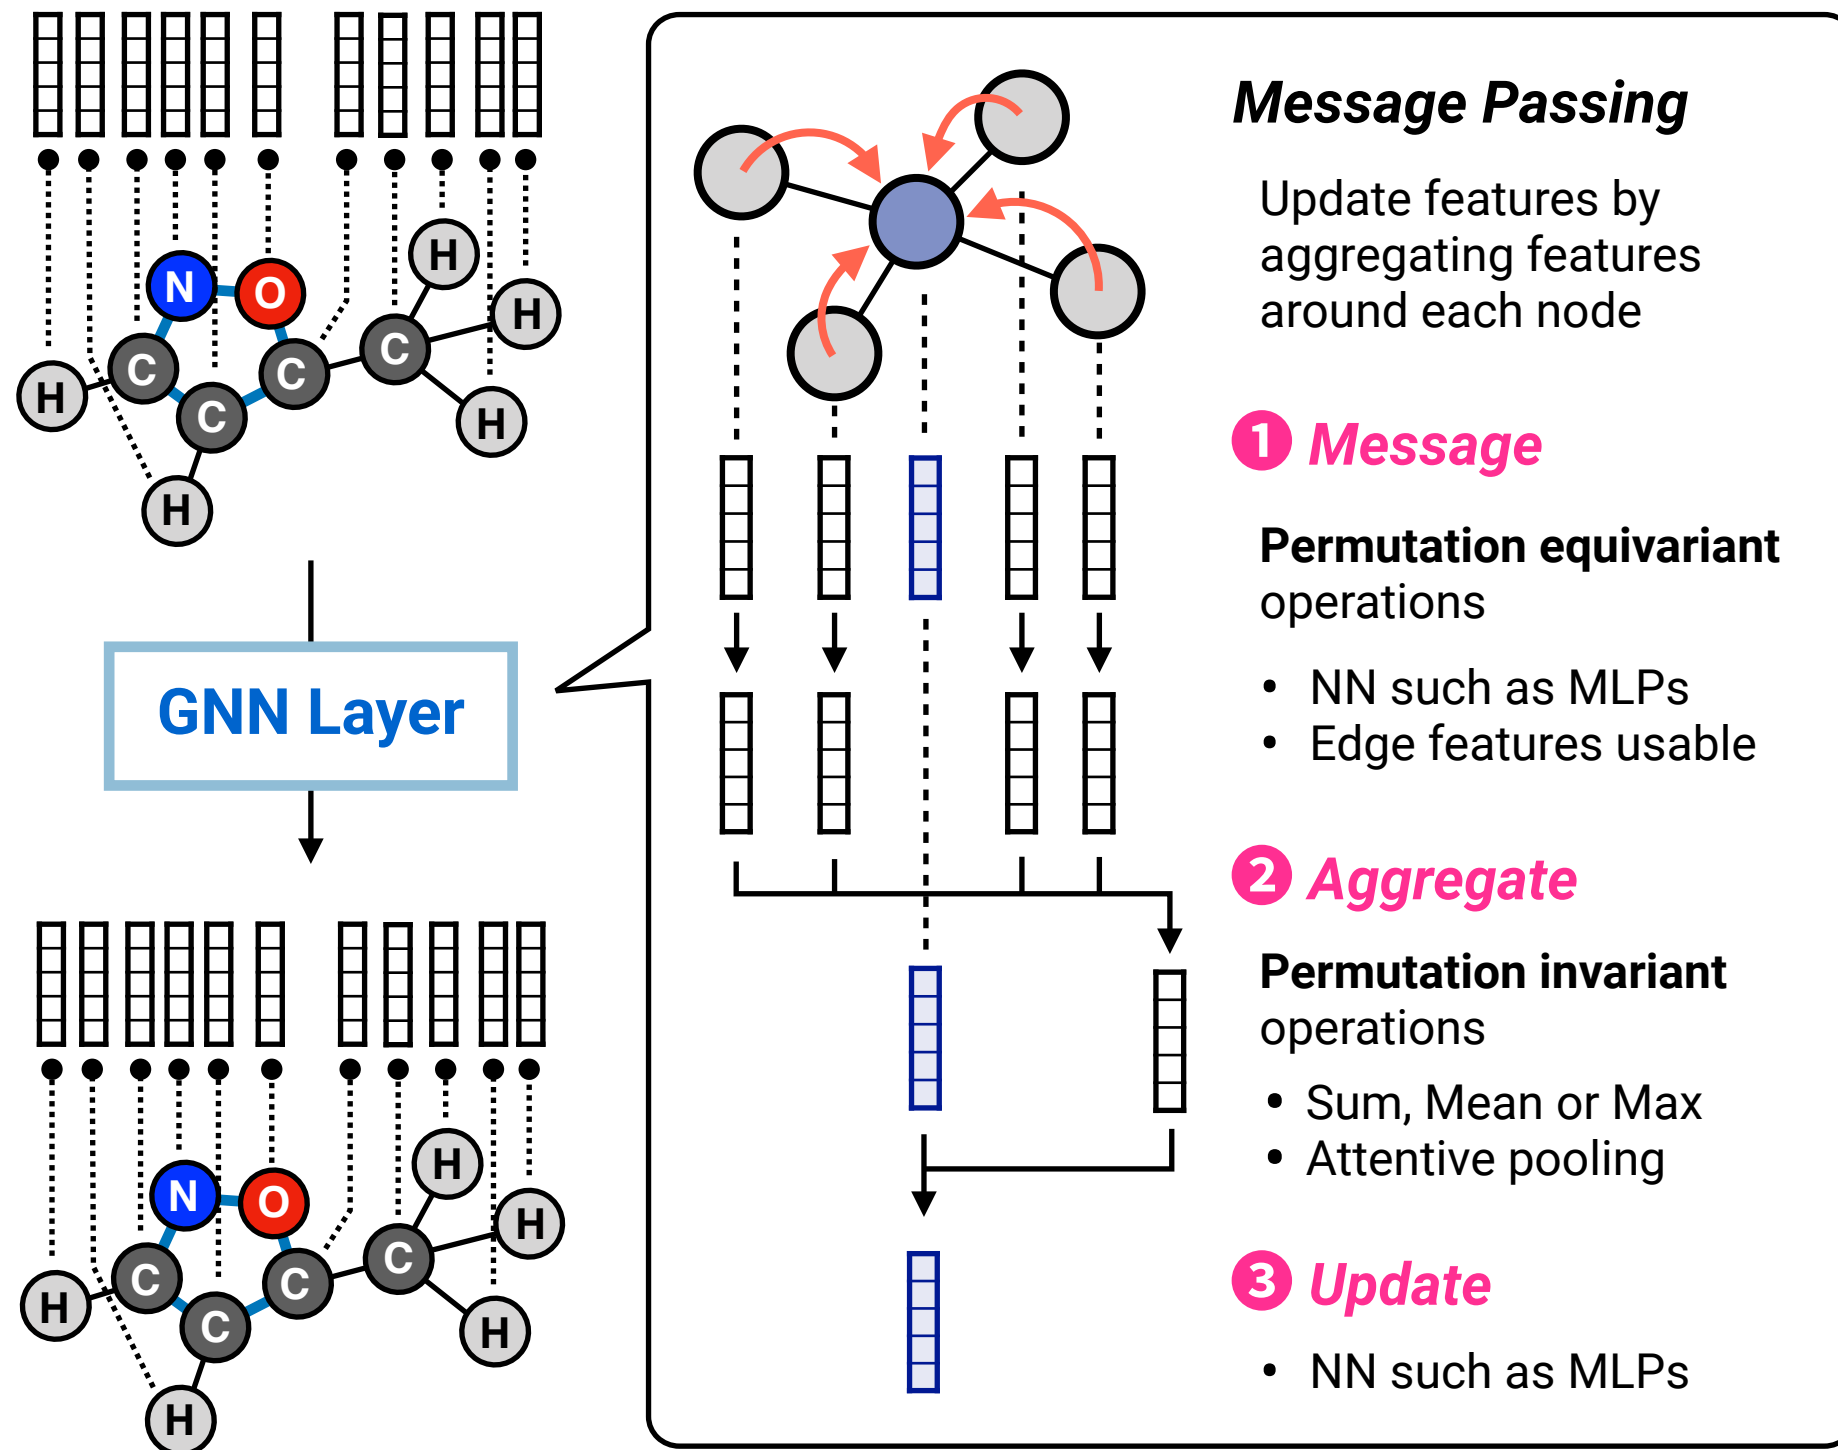 N
O
H
H
C
C
C
C
H
H
H
GNN Layer
N
O
H
H
C
C
C
C
H
H
H
Message Passing
Update features by
aggregating features
around each node
1 Message
Permutation equivariant
operations
• NN such as MLPs
• Edge features usable
2 Aggregate
Permutation invariant
operations
• Sum, Mean or Max
• Attentive pooling
3 Update
• NN such as MLPs